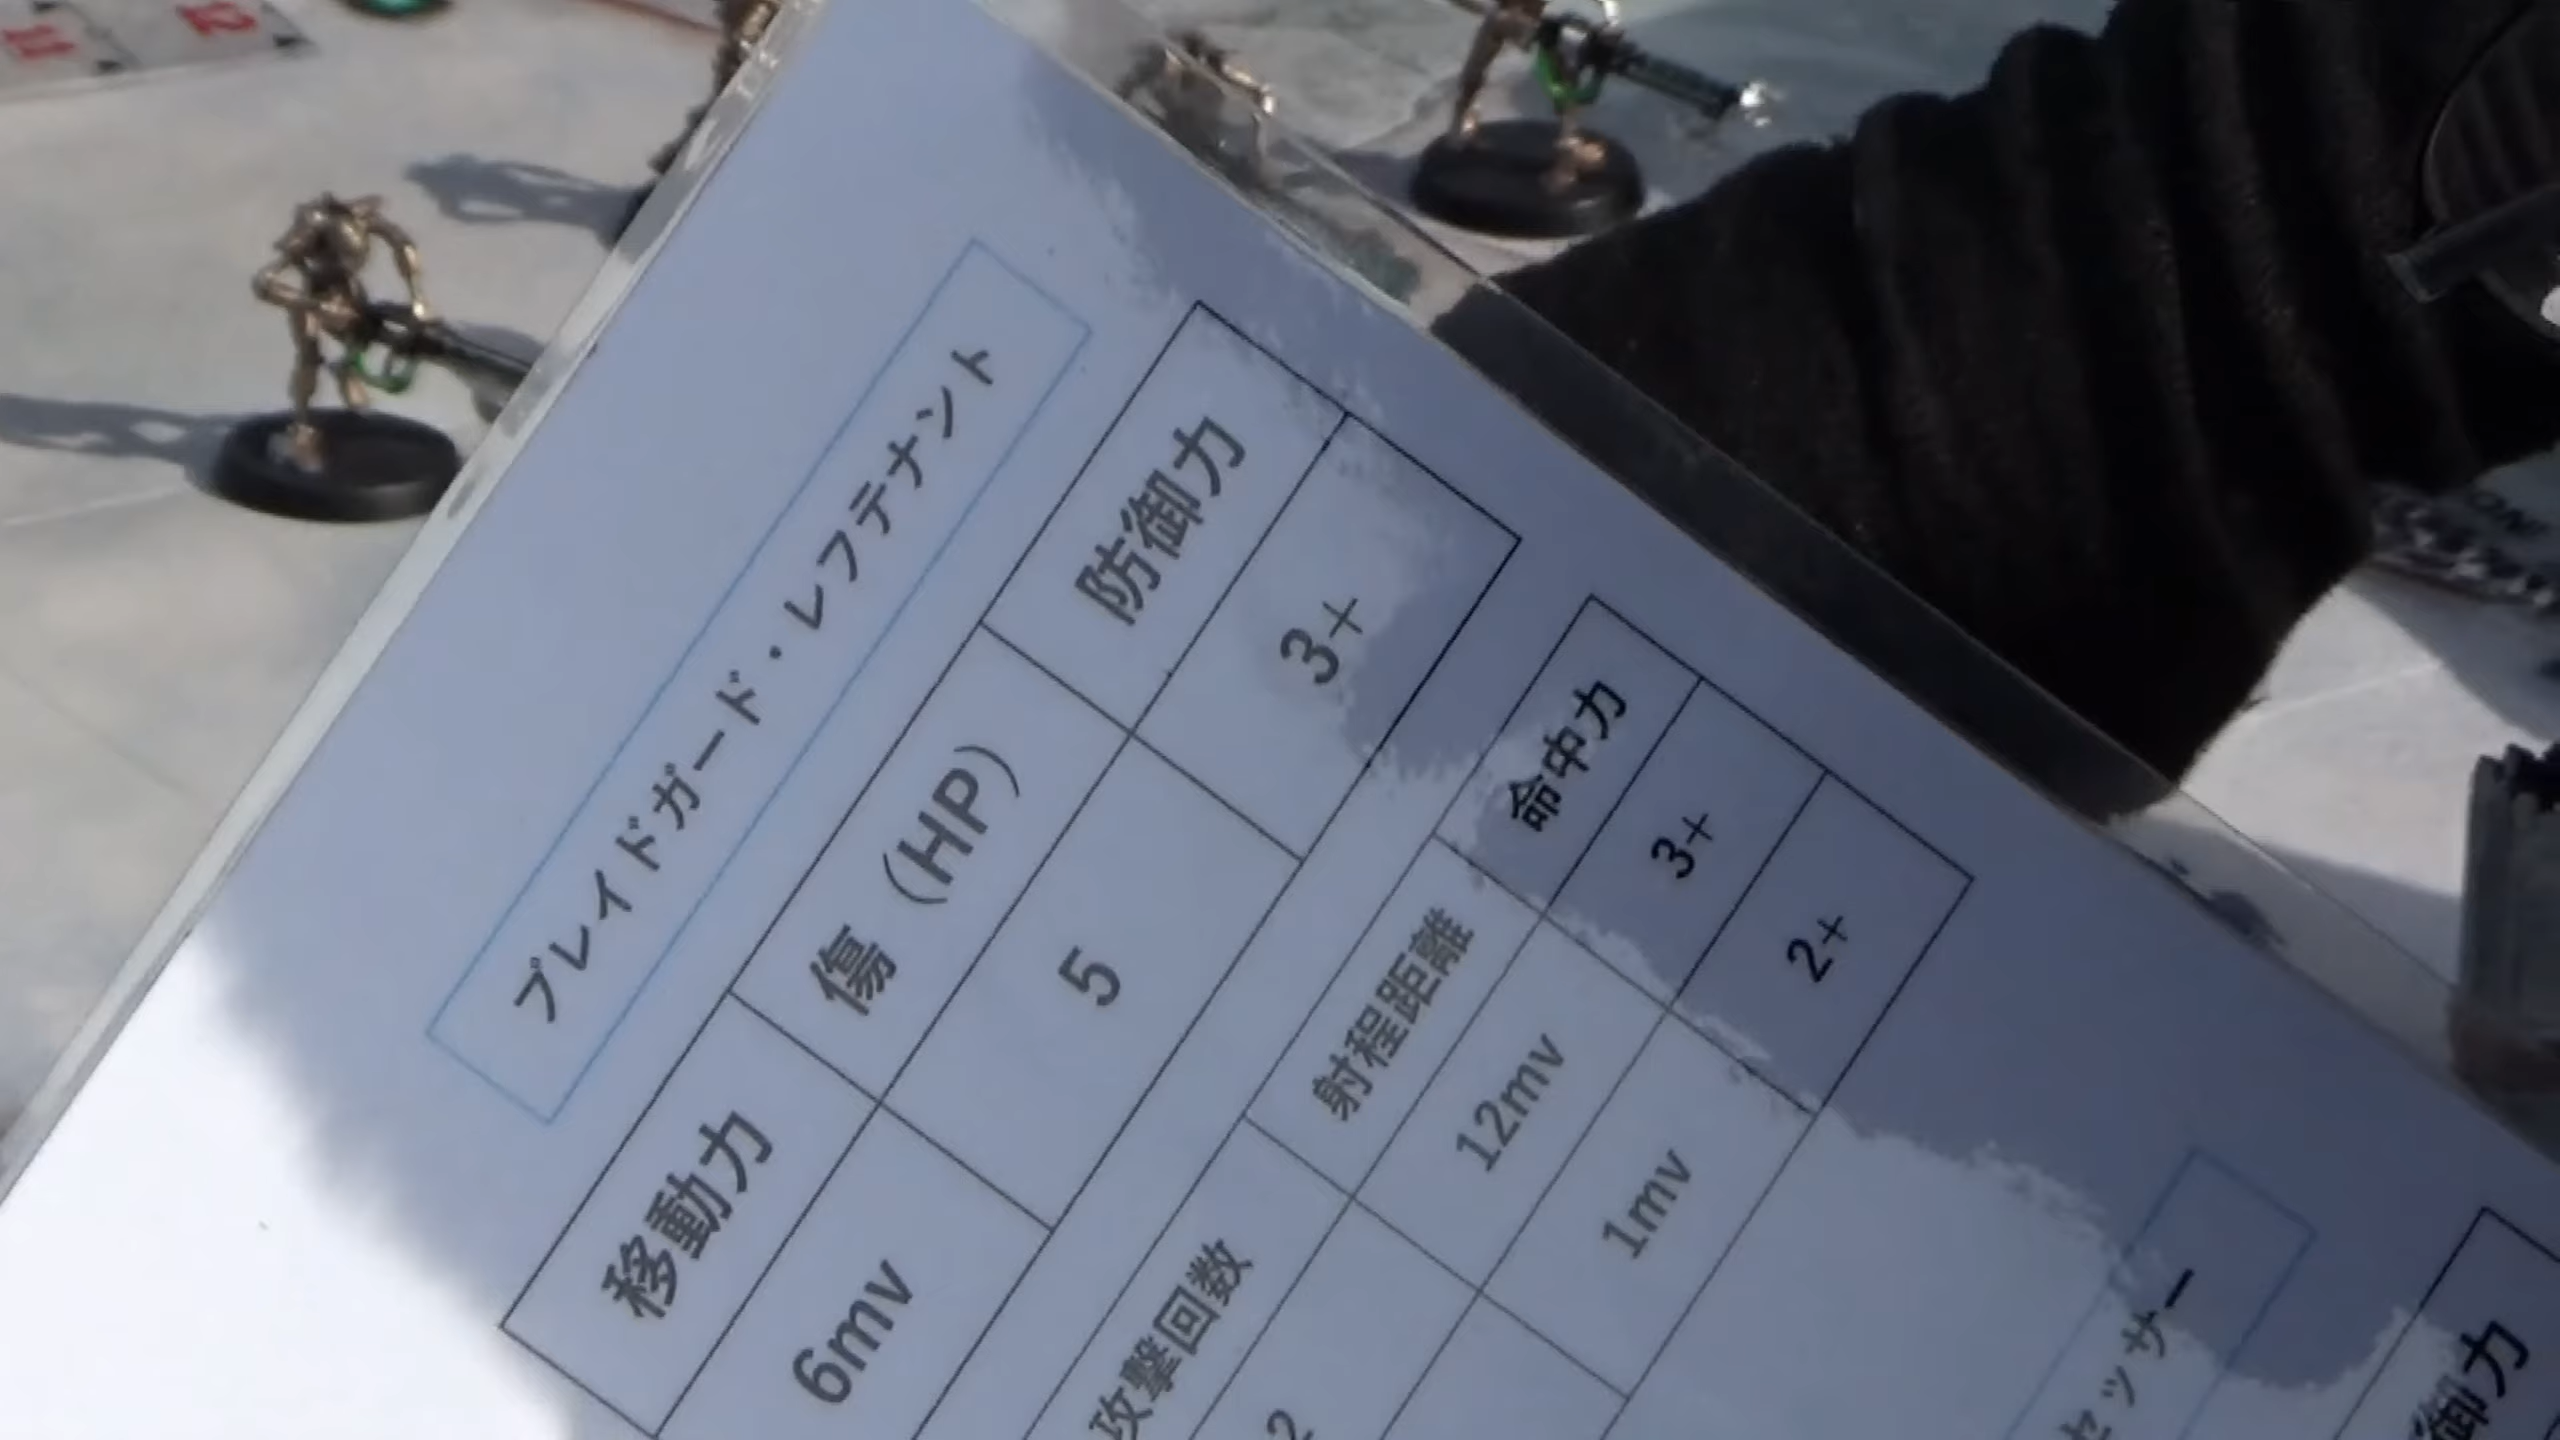 ブレイドガード・レフテナント
移動力 傷（HP） 防御力
6mv 5 3+
攻撃回数 射程距離 命中力
2 12mv 3+
1mv 2+
セッサー
御力